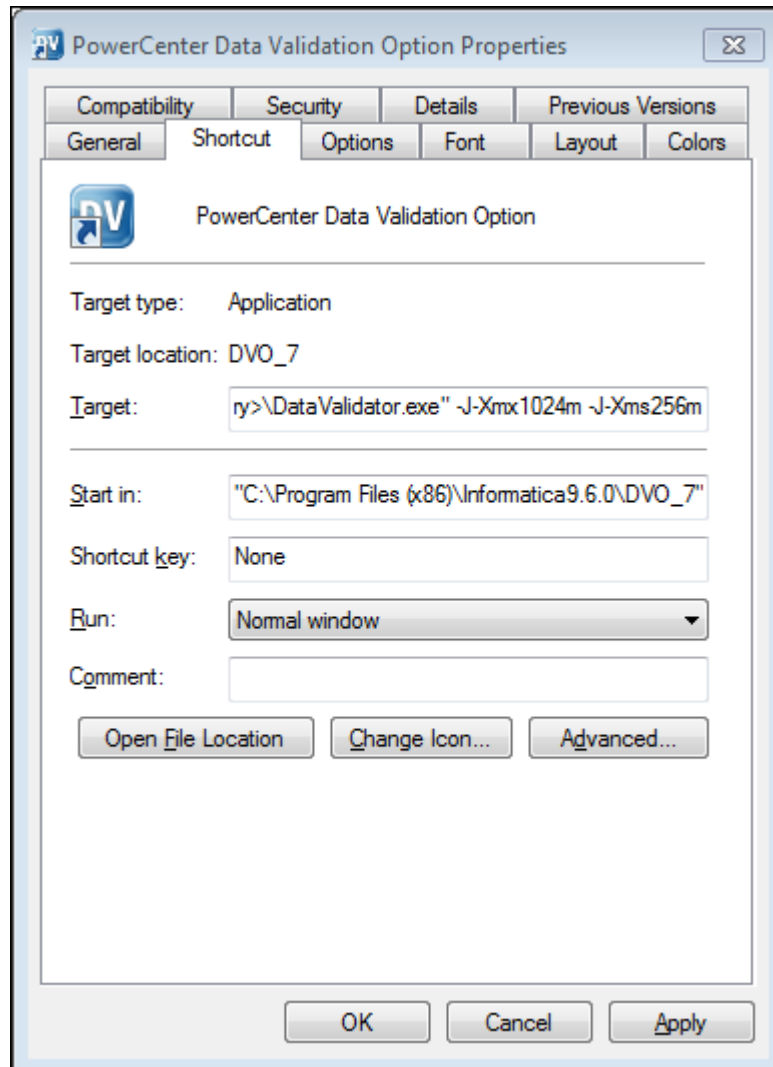 PowerCenter Data Validation Option Properties
Compatibility Security Details Previous Versions
General Shortcut Options Font Layout Colors
PowerCenter Data Validation Option
Target type: Application
Target location: DVO_7
Target: ry>\DataValidator.exe" -J-Xmx1024m -J-Xms256m
Start in: "C:\Program Files (x86)\Informatica9.6.0\DVO_7"
Shortcut key: None
Run: Normal window
Comment:
Open File Location Change Icon... Advanced...
OK Cancel Apply